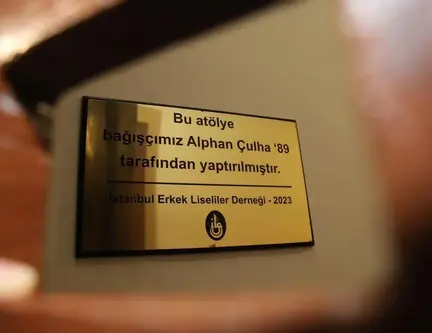 Bu atölye
bağışçımız Alphan Çulha ‘89
tarafından yaptırılmıştır.
İstanbul Erkek Liseliler Derneği - 2023